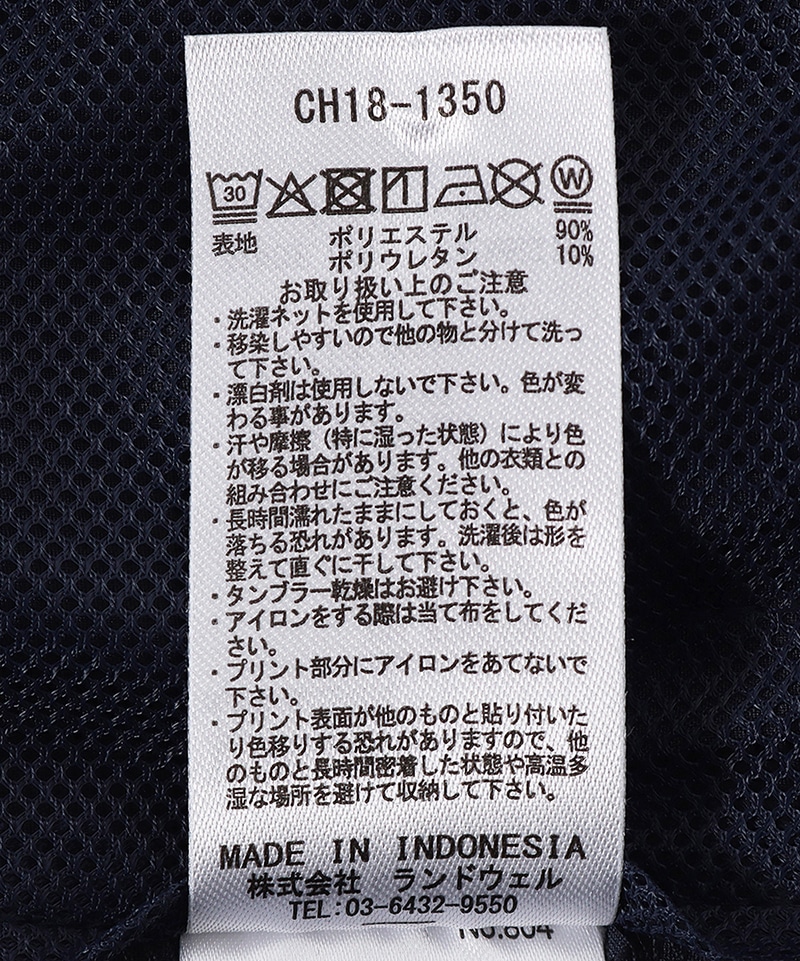 CH18-1350
30 W
表地 ポリエステル 90%
ポリウレタン 10%
お取り扱い上のご注意
・洗濯ネットを使用して下さい。
・移染しやすいので他の物と分けて洗っ
て下さい。
・漂白剤は使用しないで下さい。色が変
わる事があります。
・汗や摩擦（特に湿った状態）により色
が移る場合があります。他の衣類との
組み合わせにご注意ください。
・長時間濡れたままにしておくと、色が
落ちる恐れがあります。洗濯後は形を
整えて直ぐに干して下さい。
・タンブラー乾燥はお避け下さい。
・アイロンをする際は当て布をしてくだ
さい。
・プリント部分にアイロンをあてないで
下さい。
・プリント表面が他のものと貼り付いた
り色移りする恐れがありますので、他
のものと長時間密着した状態や高温多
湿な場所を避けて収納して下さい。
MADE IN INDONESIA
株式会社 ランドウェル
TEL:03-6432-9550
No.804